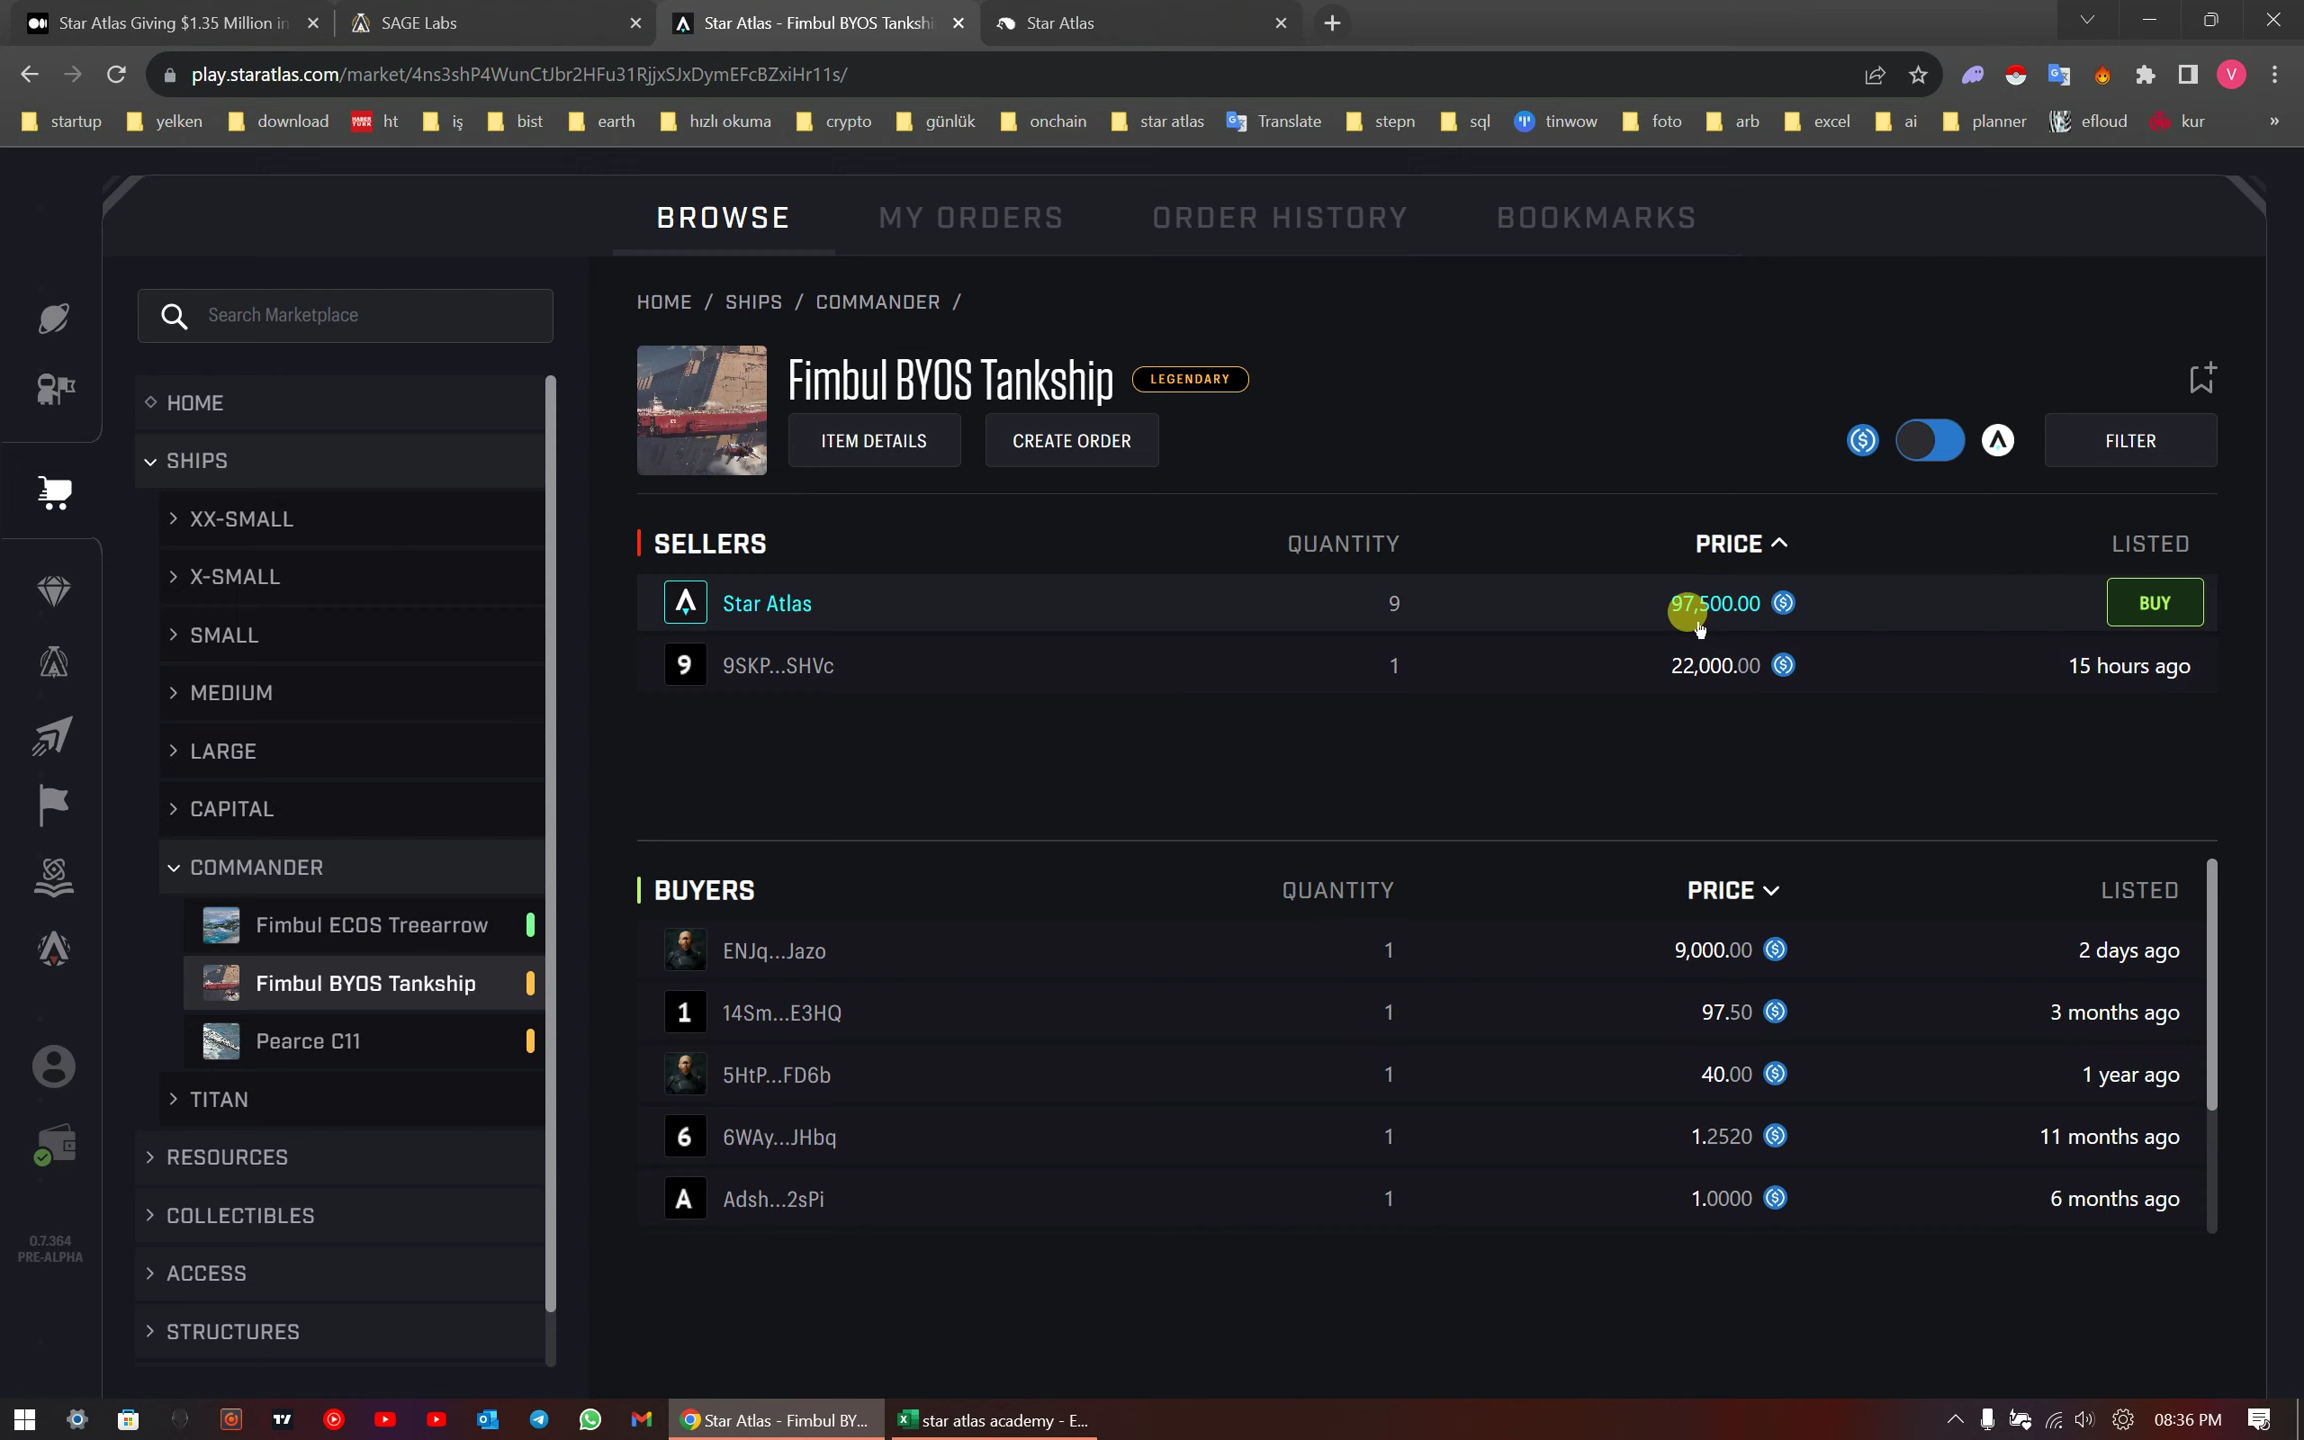 Star Atlas Giving $1.35 Million in
SAGE Labs
Star Atlas - Fimbul BYOS Tankshi
Star Atlas
play.staratlas.com/market/4ns3shP4WunCtJbr2HFu31RjjxSJxDymEFcBZxiHr11s/
V
startup
yelken
download
HABER TÜRK
ht
iş
bist
earth
hızlı okuma
crypto
günlük
onchain
star atlas
Translate
stepn
sql
tinwow
foto
arb
excel
ai
planner
efloud
kur
»
BROWSE
MY ORDERS
ORDER HISTORY
BOOKMARKS
Search Marketplace
HOME
SHIPS
XX-SMALL
X-SMALL
SMALL
MEDIUM
LARGE
CAPITAL
COMMANDER
Fimbul ECOS Treearrow
Fimbul BYOS Tankship
Pearce C11
TITAN
RESOURCES
COLLECTIBLES
ACCESS
STRUCTURES
0.7.364
PRE-ALPHA
HOME / SHIPS / COMMANDER /
Fimbul BYOS Tankship
LEGENDARY
ITEM DETAILS
CREATE ORDER
FILTER
SELLERS QUANTITY PRICE LISTED
Star Atlas 9 97,500.00 BUY
9 9SKP...SHVc 1 22,000.00 15 hours ago
BUYERS QUANTITY PRICE LISTED
ENJq...Jazo 1 9,000.00 2 days ago
1 14Sm...E3HQ 1 97.50 3 months ago
5HtP...FD6b 1 40.00 1 year ago
6 6WAy...JHbq 1 1.2520 11 months ago
A Adsh...2sPi 1 1.0000 6 months ago
Star Atlas - Fimbul BY...
star atlas academy - E...
08:36 PM